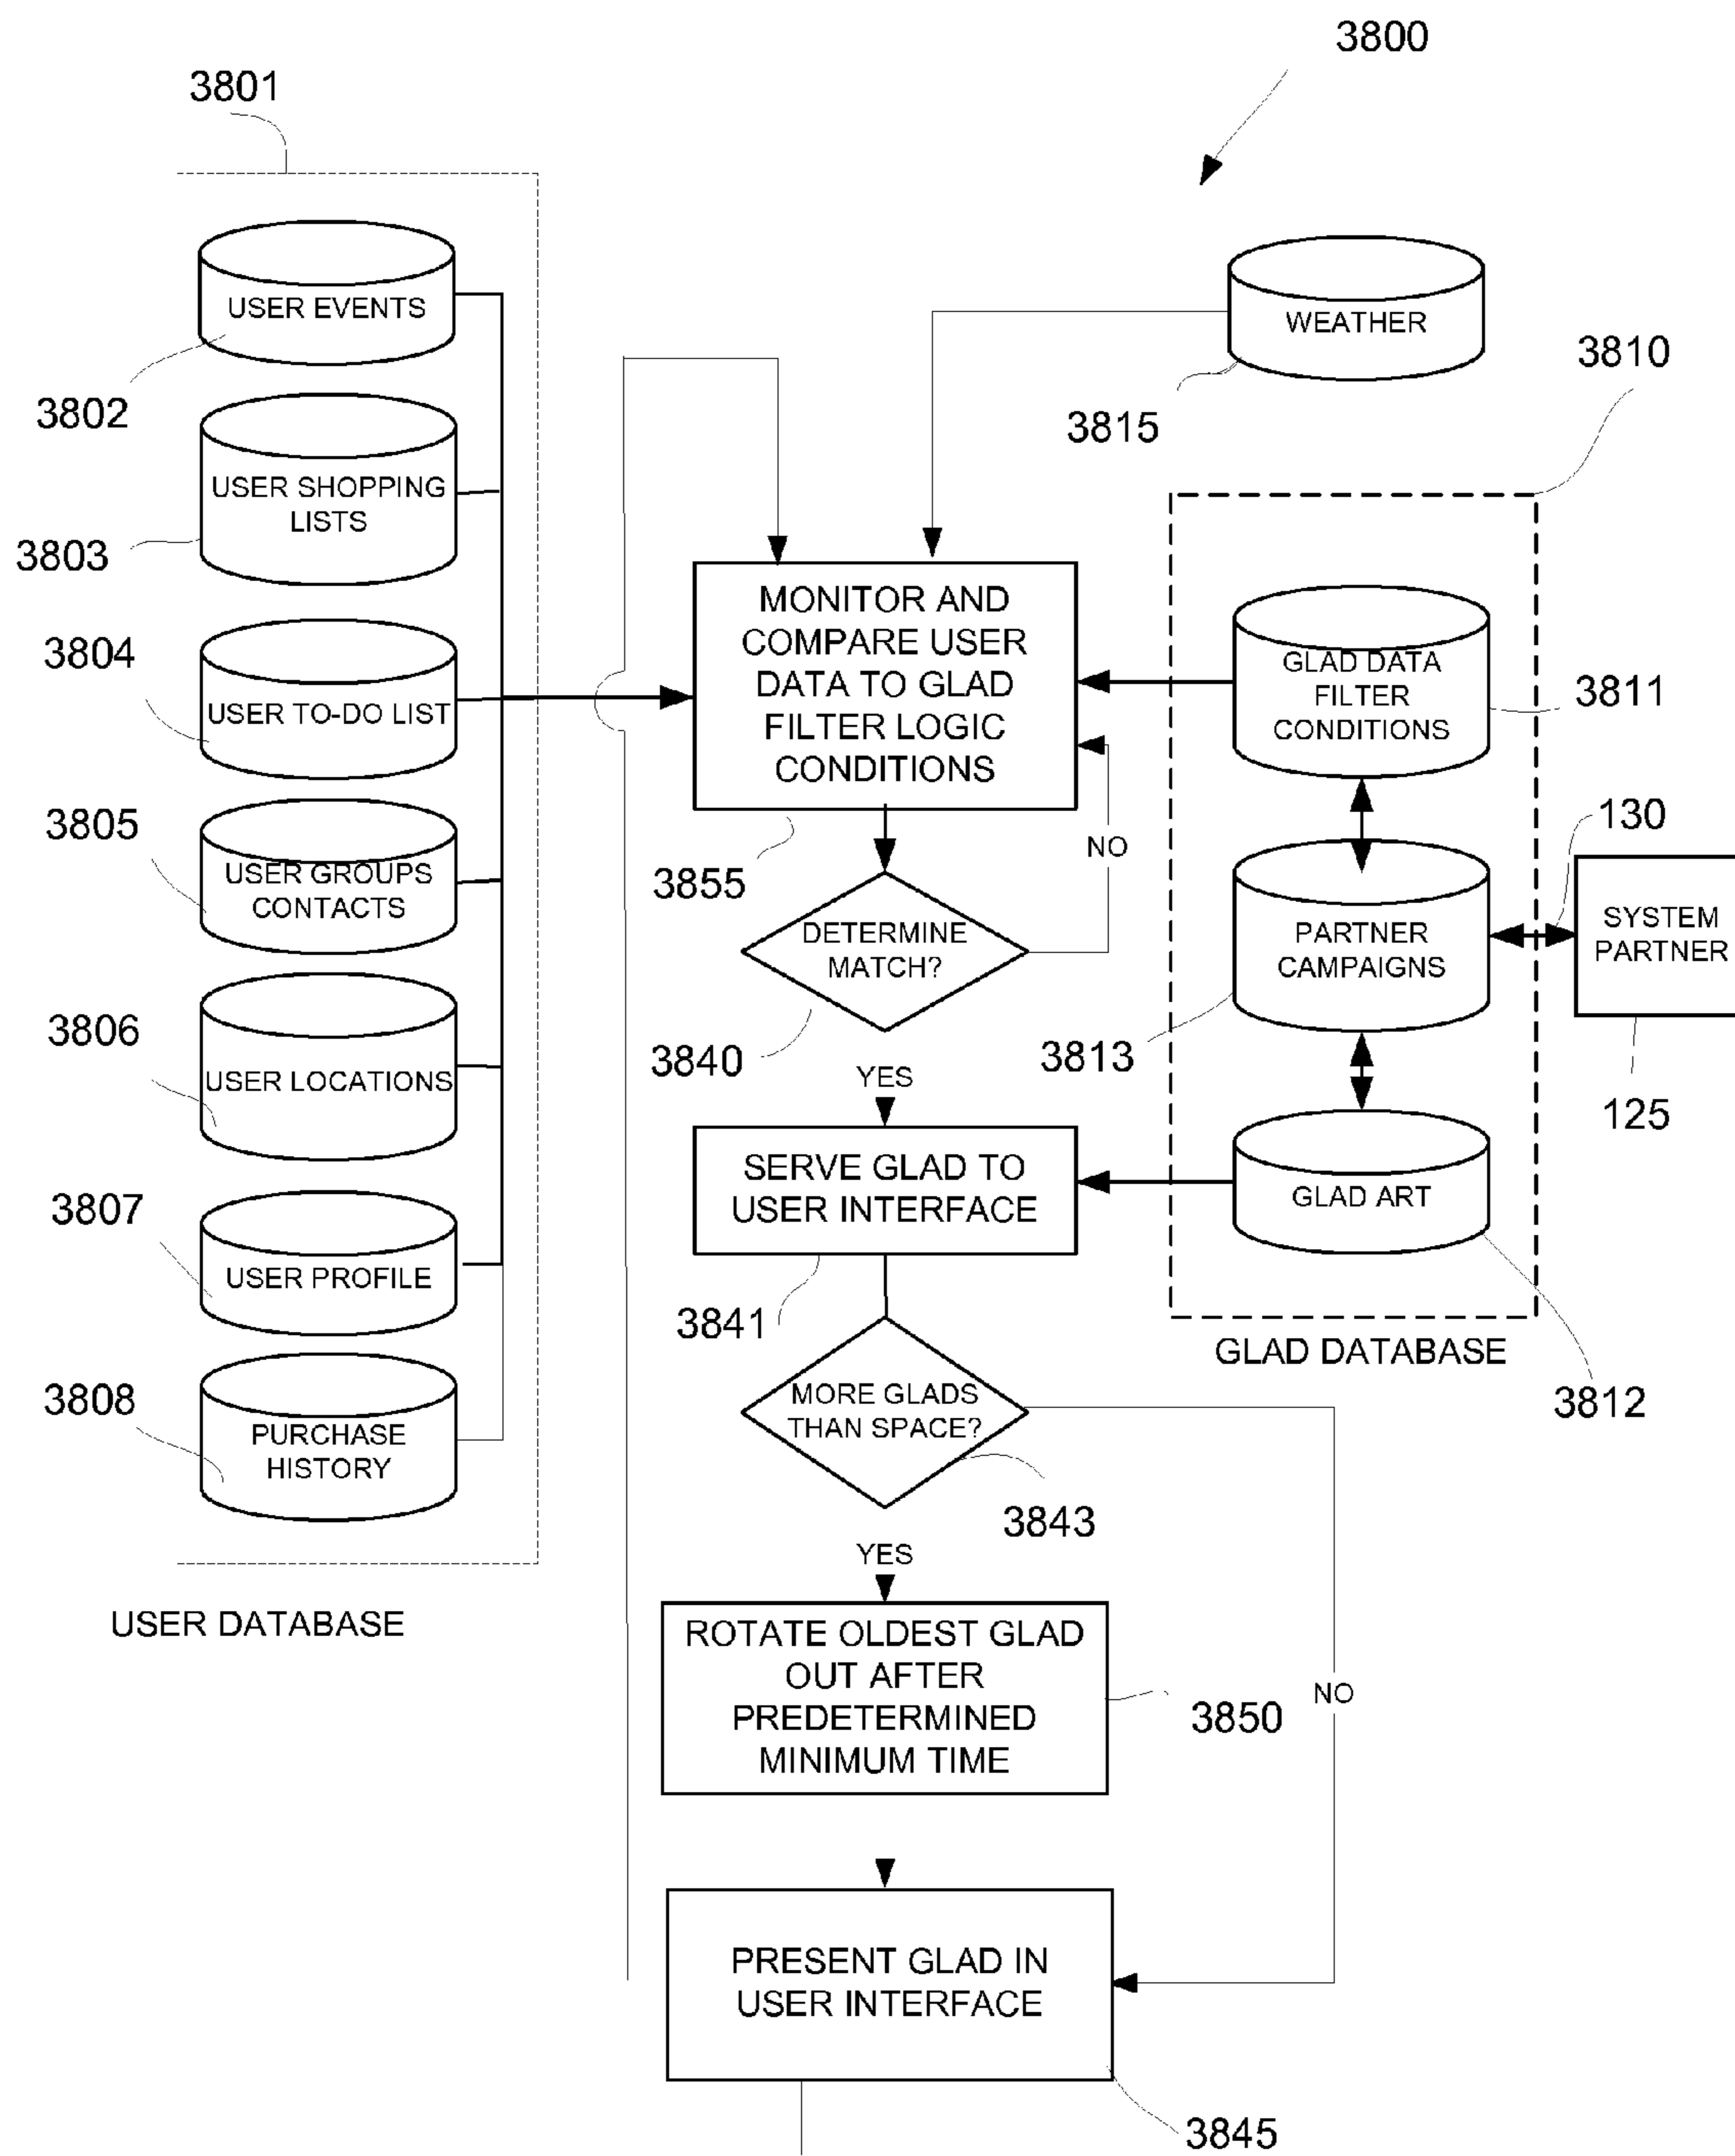 3800
3801
USER EVENTS
WEATHER
3810
3802
3815
USER SHOPPING
LISTS
3803
MONITOR AND
COMPARE USER
DATA TO GLAD
FILTER LOGIC
CONDITIONS
3804
GLAD DATA
FILTER
CONDITIONS
3811
USER TO-DO LIST
3805
130
NO
USER GROUPS
CONTACTS
3855
SYSTEM
PARTNER
DETERMINE
MATCH?
PARTNER
CAMPAIGNS
3806
3840
3813
USER LOCATIONS
YES
125
SERVE GLAD TO
USER INTERFACE
GLAD ART
3807
USER PROFILE
3841
GLAD DATABASE
3808
MORE GLADS
THAN SPACE?
3812
PURCHASE
HISTORY
3843
YES
USER DATABASE
ROTATE OLDEST GLAD
OUT AFTER
PREDETERMINED
MINIMUM TIME
NO
3850
PRESENT GLAD IN
USER INTERFACE
3845